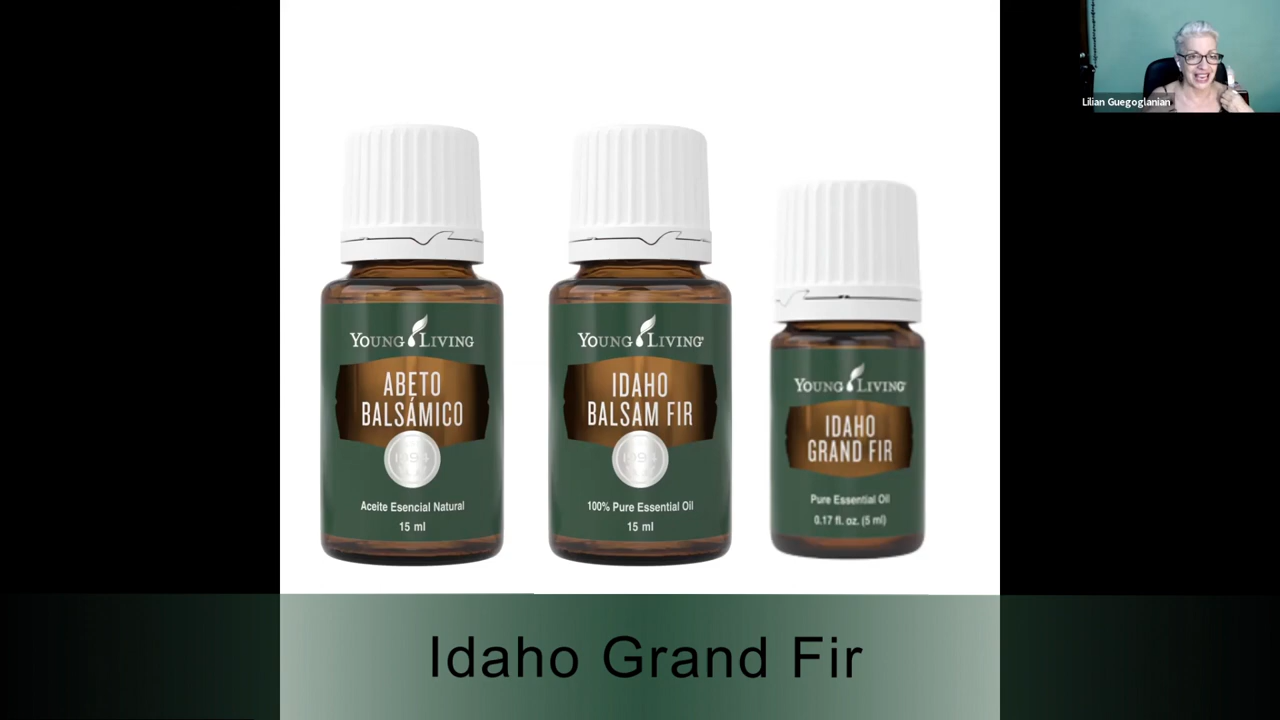 Lilian Guegoglanian
YOUNG LIVING
ABETO
BALSÁMICO
1994
Aceite Esencial Natural
15 ml
YOUNG LIVING
IDAHO
BALSAM FIR
1994
100% Pure Essential Oil
15 ml
YOUNG LIVING
IDAHO
GRAND FIR
Pure Essential Oil
0.17 fl. oz. (5 ml)
Idaho Grand Fir